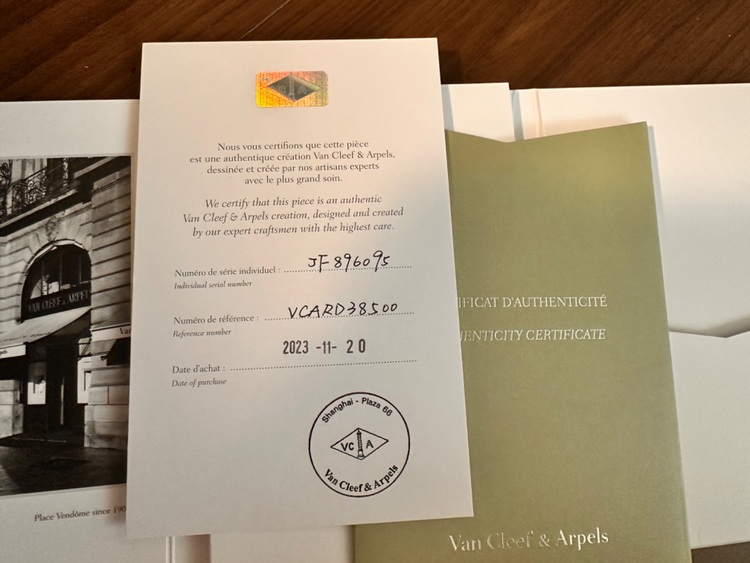 Nous vous certifions que cette pièce
est une authentique création Van Cleef & Arpels,
dessinée et créée par nos artisans experts
avec le plus grand soin.
We certify that this piece is an authentic
Van Cleef & Arpels creation, designed and created
by our expert craftsmen with the highest care.
Numéro de série individuel : JF896095
Individual serial number
Numéro de référence : VCARD38500
Reference number
2023 -11- 20
Date d'achat :
Date of purchase
Shanghai - Plaza 66
VC A
Van Cleef & Arpels
IFICAT D'AUTHENTICITÉ
HENTICITY CERTIFICATE
Van Cleef & Arpels
VAN CLEEF & ARPEL
Van
Place Vendôme since 190